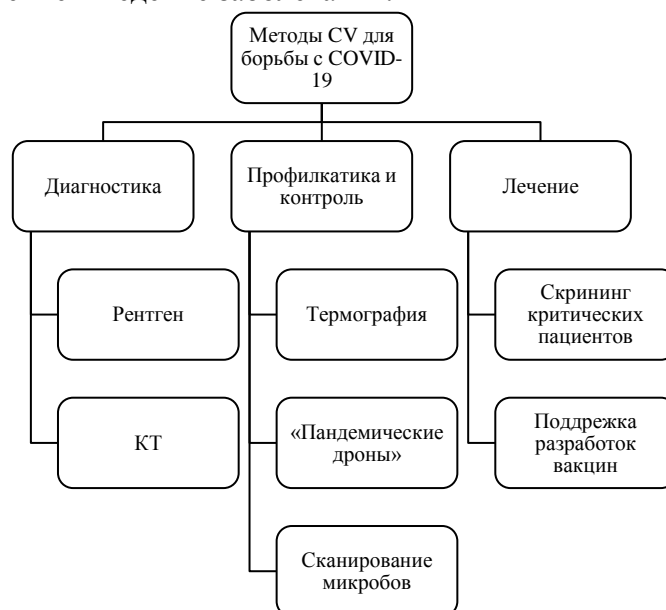 Методы CV для
борьбы с COVID-
19
Диагностика
Профилкатика и
контроль
Лечение
Рентген
Термография
Скрининг
критических
пациентов
КТ
«Пандемические
дроны»
Поддрежка
разработок
вакцин
Сканирование
микробов